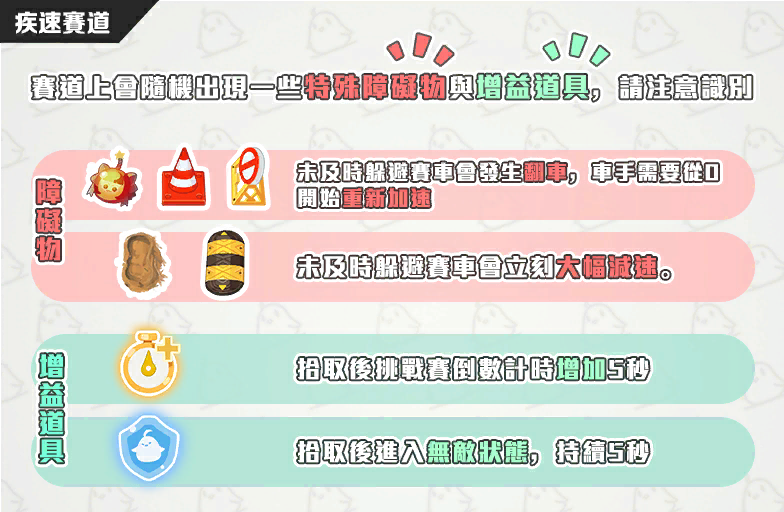 疾速賽道
賽道上會隨機出現一些特殊障礙物與增益道具，請注意識別
障礙物
未及時躲避賽車會發生翻車，車手需要從0
開始重新加速
未及時躲避賽車會立刻大幅減速。
增益道具
拾取後挑戰賽倒數計時增加5秒
拾取後進入無敵狀態，持續5秒